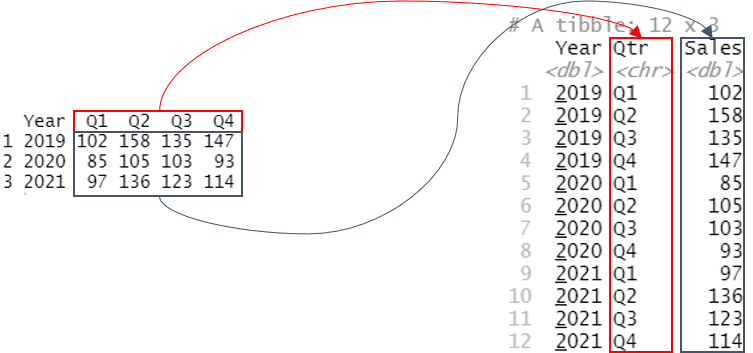 Year Q1 Q2 Q3 Q4
1 2019 102 158 135 147
2 2020 85 105 103 93
3 2021 97 136 123 114
# A tibble: 12 x 3
Year Qtr Sales
<dbl> <chr> <dbl>
1 2019 Q1 102
2 2019 Q2 158
3 2019 Q3 135
4 2019 Q4 147
5 2020 Q1 85
6 2020 Q2 105
7 2020 Q3 103
8 2020 Q4 93
9 2021 Q1 97
10 2021 Q2 136
11 2021 Q3 123
12 2021 Q4 114